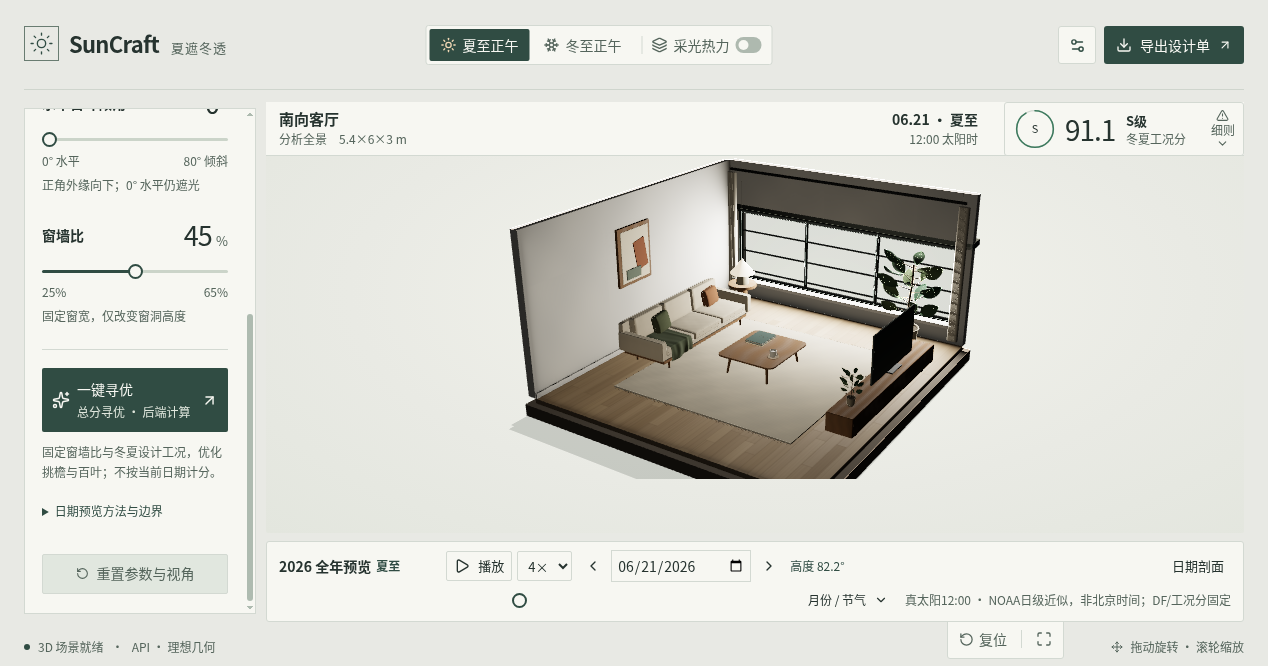 SunCraft 夏遮冬透
夏至正午 冬至正午 采光热力
导出设计单
0° 水平 80° 倾斜
正角外缘向下；0° 水平仍遮光
窗墙比 45 %
25% 65%
固定窗宽，仅改变窗洞高度
一键寻优
总分寻优 · 后端计算
固定窗墙比与冬夏设计工况，优化
挑檐与百叶；不按当前日期计分。
日期预览方法与边界
重置参数与视角
南向客厅
分析全景 5.4×6×3 m
06.21 · 夏至
12:00 太阳时
S 91.1 S级
冬夏工况分
细则
2026 全年预览 夏至 播放 4× 06/21/2026 高度 82.2° 日期剖面
月份 / 节气 真太阳12:00 · NOAA日级近似，非北京时间；DF/工况分固定
复位
3D 场景就绪 · API · 理想几何
拖动旋转 · 滚轮缩放